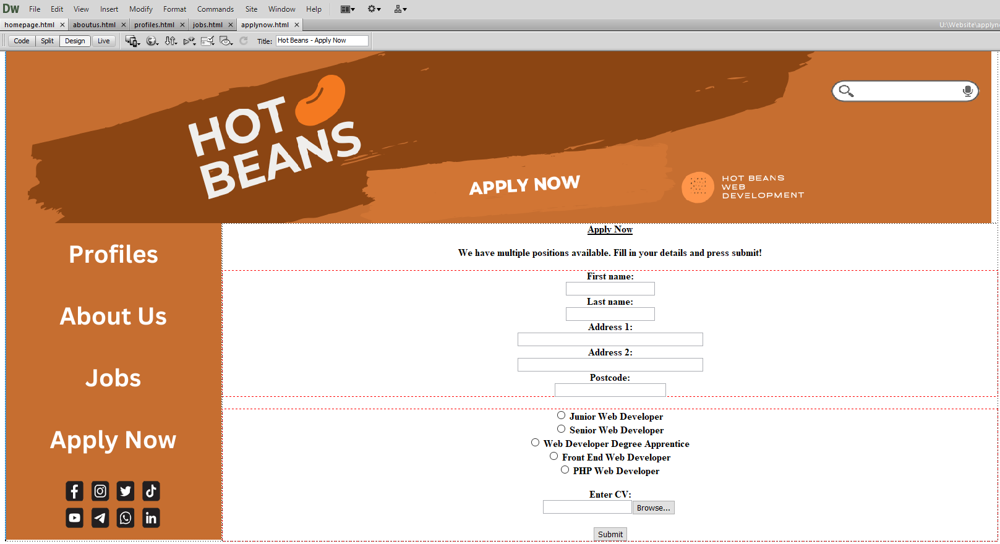 Dw File Edit View Insert Modify Format Commands Site Window Help
homepage.html × aboutus.html × profiles.html × jobs.html × applynow.html ×
Code Split Design Live Title: Hot Beans - Apply Now
HOT
BEANS
APPLY NOW
HOT BEANS
WEB
DEVELOPMENT
Profiles
About Us
Jobs
Apply Now
Apply Now
We have multiple positions available. Fill in your details and press submit!
First name:
Last name:
Address 1:
Address 2:
Postcode:
Junior Web Developer
Senior Web Developer
Web Developer Degree Apprentice
Front End Web Developer
PHP Web Developer
Enter CV:
Browse...
Submit